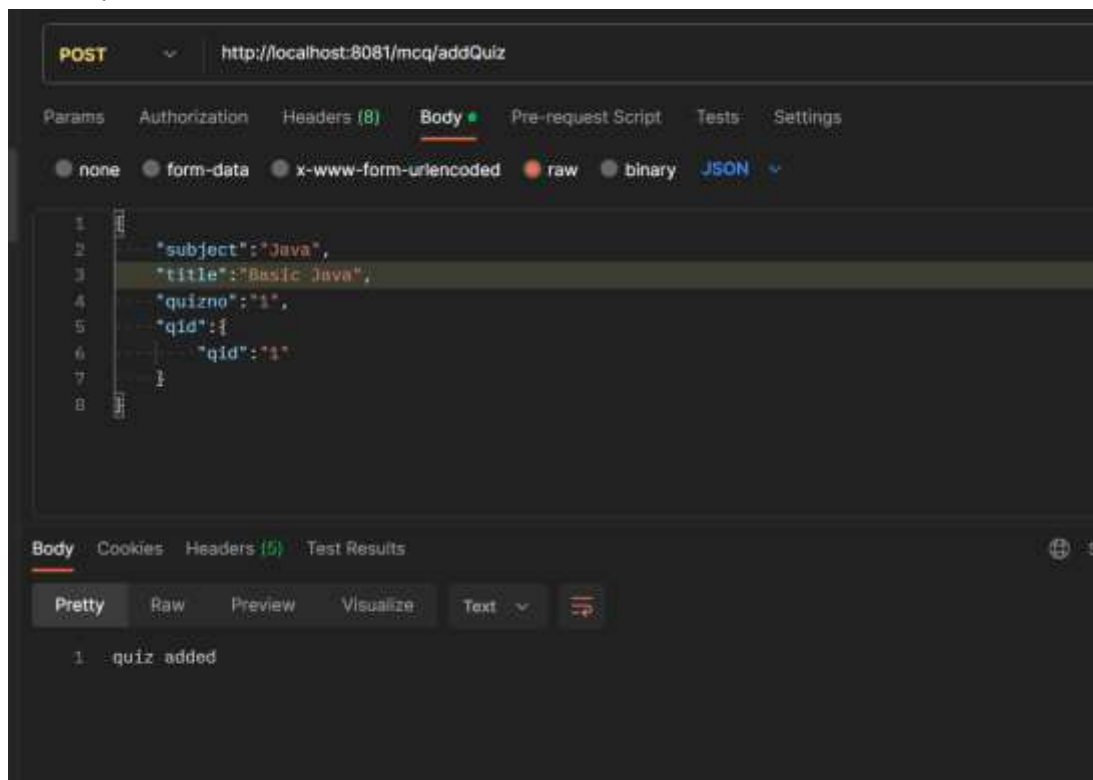 POST http://localhost:8081/mcq/addQuiz
Params Authorization Headers (8) Body Pre-request Script Tests Settings
none form-data x-www-form-urlencoded raw binary JSON
1 {
2 "subject":"Java",
3 "title":"Basic Java",
4 "quizno":"1",
5 "qid":{
6 "qid":"1"
7 }
8 }
Body Cookies Headers (5) Test Results
Pretty Raw Preview Visualize Text
1 quiz added